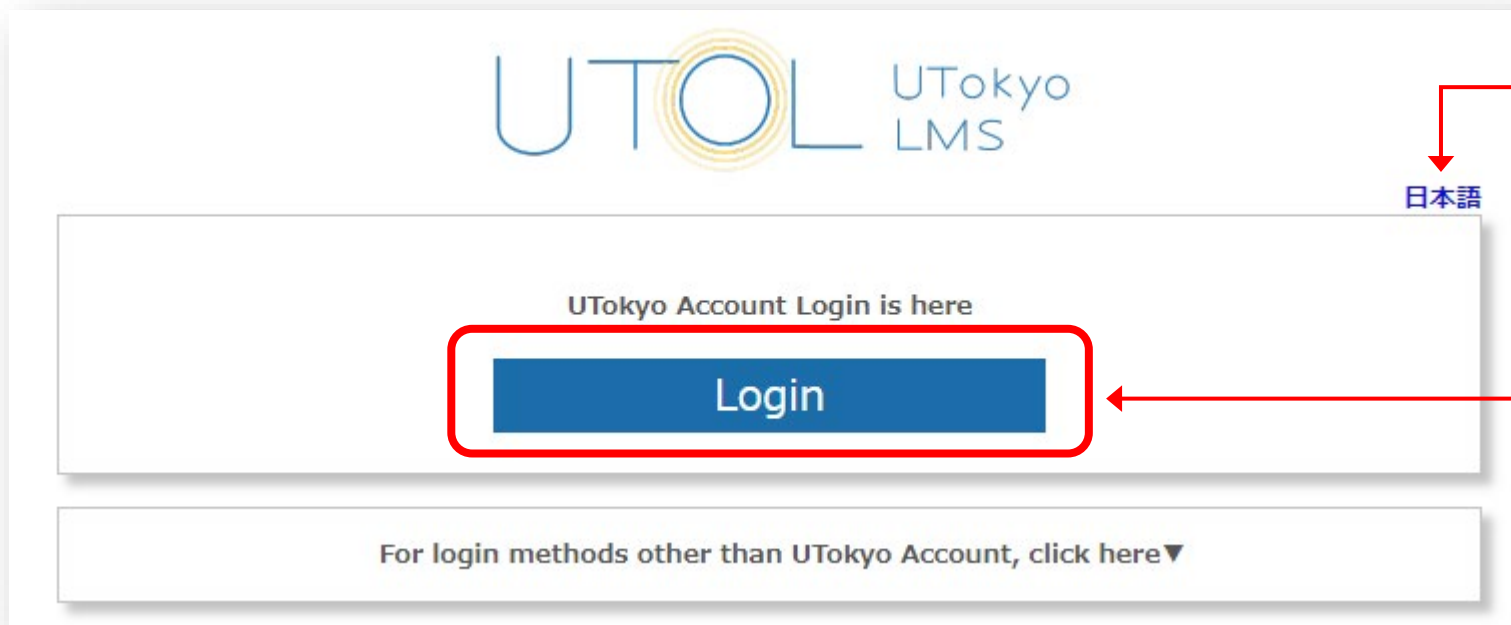 UTOL UTokyo
LMS
日本語
UTokyo Account Login is here
Login
For login methods other than UTokyo Account, click here▼